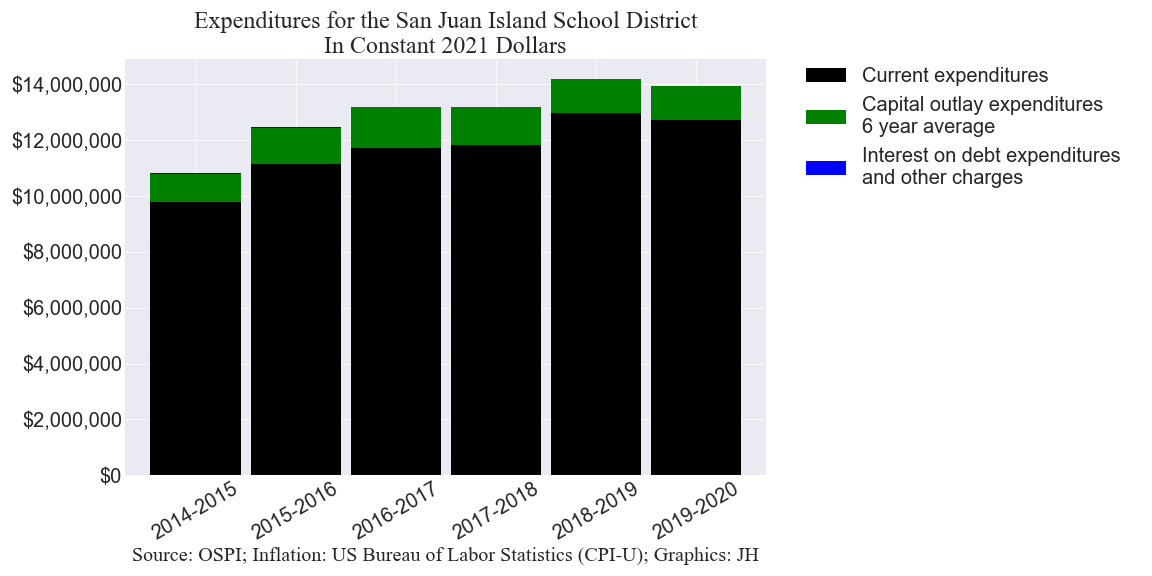 Expenditures for the San Juan Island School District
In Constant 2021 Dollars
$14,000,000
$12,000,000
$10,000,000
$8,000,000
$6,000,000
$4,000,000
$2,000,000
$0
2014-2015
2015-2016
2016-2017
2017-2018
2018-2019
2019-2020
Current expenditures
Capital outlay expenditures
6 year average
Interest on debt expenditures
and other charges
Source: OSPI; Inflation: US Bureau of Labor Statistics (CPI-U); Graphics: JH